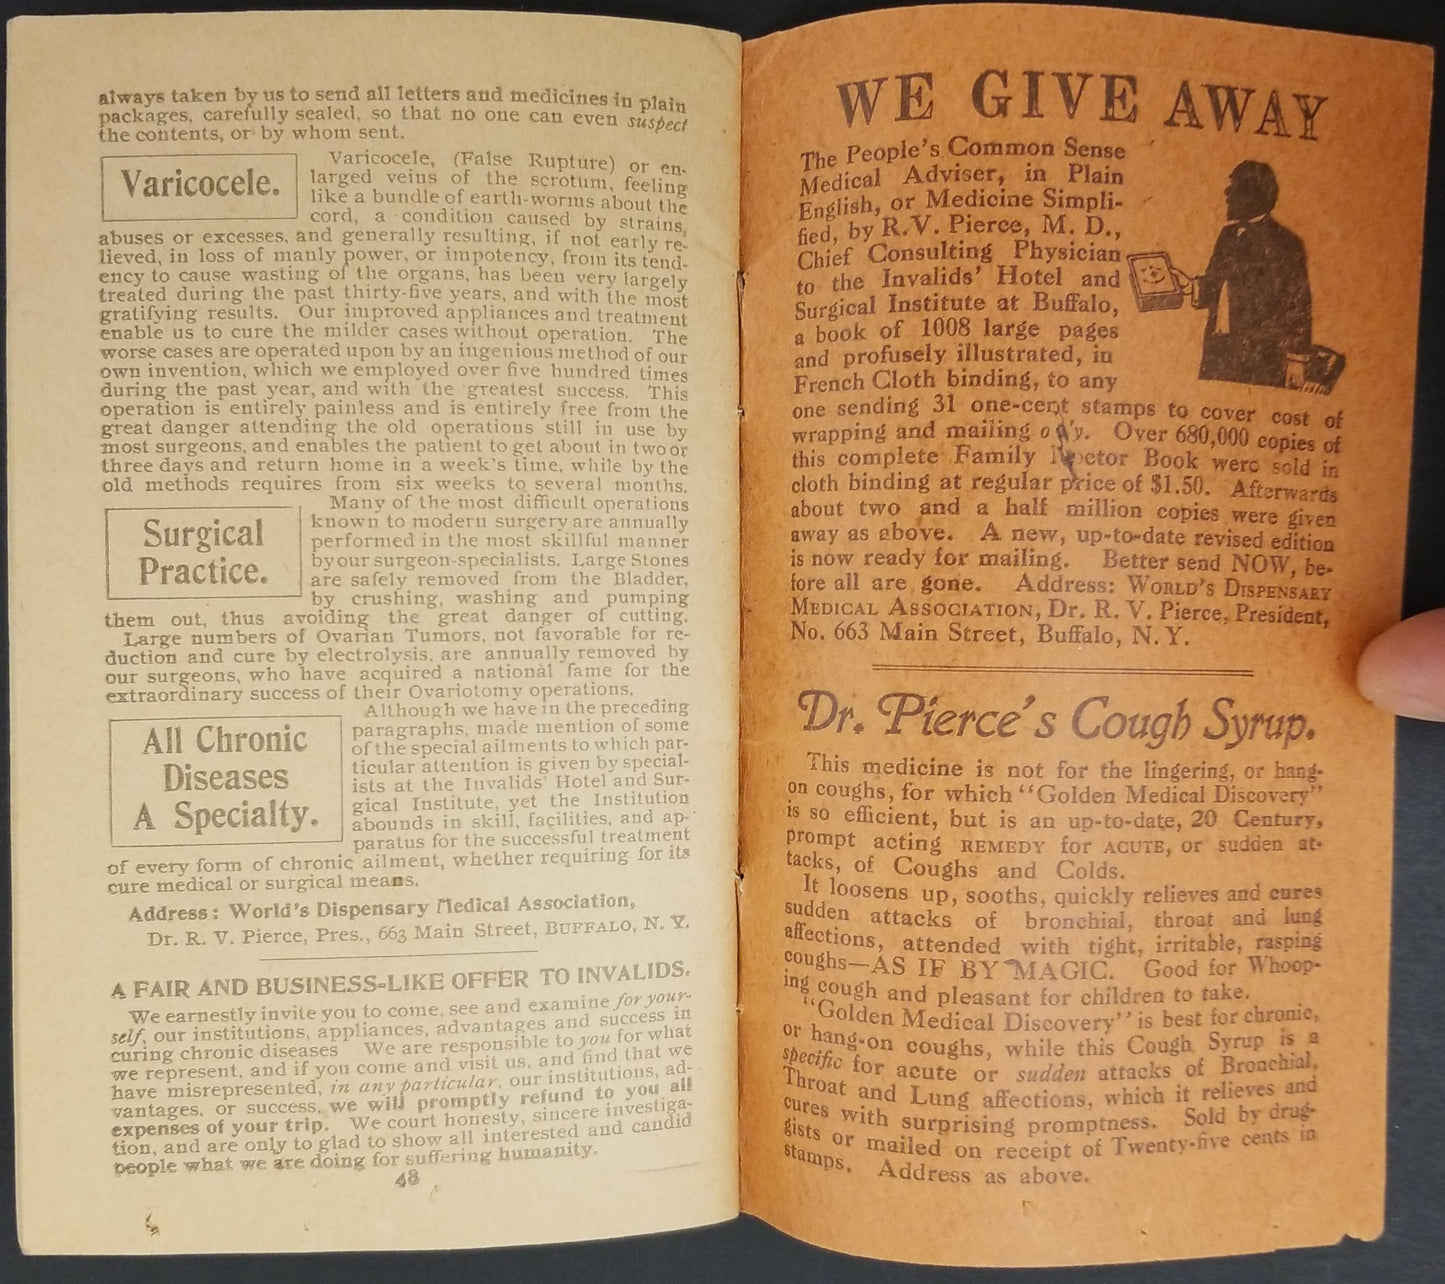 always taken by us to send all letters and medicines in plain
packages, carefully sealed, so that no one can even suspect
the contents, or by whom sent.
Varicocele.
Varicocele, (False Rupture) or en-
larged veins of the scrotum, feeling
like a bundle of earth-worms about the
cord, a condition caused by strains,
abuses or excesses, and generally resulting, if not early re-
lieved, in loss of manly power, or impotency, from its tend-
ency to cause wasting of the organs, has been very largely
treated during the past thirty-five years, and with the most
gratifying results. Our improved appliances and treatment
enable us to cure the milder cases without operation. The
worse cases are operated upon by an ingenious method of our
own invention, which we employed over five hundred times
during the past year, and with the greatest success. This
operation is entirely painless and is entirely free from the
great danger attending the old operations still in use by
most surgeons, and enables the patient to get about in two or
three days and return home in a week's time, while by the
old methods requires from six weeks to several months.
Surgical
Practice.
Many of the most difficult operations
known to modern surgery are annually
performed in the most skillful manner
by our surgeon-specialists. Large Stones
are safely removed from the Bladder,
by crushing, washing and pumping
them out, thus avoiding the great danger of cutting.
Large numbers of Ovarian Tumors, not favorable for re-
duction and cure by electrolysis, are annually removed by
our surgeons, who have acquired a national fame for the
extraordinary success of their Ovariotomy operations.
All Chronic
Diseases
A Specialty.
Although we have in the preceding
paragraphs, made mention of some
of the special ailments to which par-
ticular attention is given by special-
ists at the Invalids' Hotel and Sur-
gical Institute, yet the Institution
abounds in skill, facilities, and ap-
paratus for the successful treatment
of every form of chronic ailment, whether requiring for its
cure medical or surgical means.
Address: World's Dispensary Medical Association,
Dr. R. V. Pierce, Pres., 663 Main Street, BUFFALO, N. Y.
A FAIR AND BUSINESS-LIKE OFFER TO INVALIDS.
We earnestly invite you to come, see and examine for your-
self, our institutions, appliances, advantages and success in
curing chronic diseases We are responsible to you for what
we represent, and if you come and visit us, and find that we
have misrepresented, in any particular, our institutions, ad-
vantages, or success, we will promptly refund to you all
expenses of your trip. We court honesty, sincere investiga-
tion, and are only to glad to show all interested and candid
people what we are doing for suffering humanity.
48
WE GIVE AWAY
The People's Common Sense
Medical Adviser, in Plain
English, or Medicine Simpli-
fied, by R. V. Pierce, M. D.,
Chief Consulting Physician
to the Invalids' Hotel and
Surgical Institute at Buffalo,
a book of 1008 large pages
and profusely illustrated, in
French Cloth binding, to any
one sending 31 one-cent stamps to cover cost of
wrapping and mailing only. Over 680,000 copies of
this complete Family Doctor Book were sold in
cloth binding at regular price of $1.50. Afterwards
about two and a half million copies were given
away as above. A new, up-to-date revised edition
is now ready for mailing. Better send NOW, be-
fore all are gone. Address: WORLD'S DISPENSARY
MEDICAL ASSOCIATION, Dr. R. V. Pierce, President,
No. 663 Main Street, Buffalo, N. Y.
Dr. Pierce's Cough Syrup.
This medicine is not for the lingering, or hang-
on coughs, for which "Golden Medical Discovery"
is so efficient, but is an up-to-date, 20 Century,
prompt acting REMEDY for ACUTE, or sudden at-
tacks, of Coughs and Colds.
It loosens up, sooths, quickly relieves and cures
sudden attacks of bronchial, throat and lung
affections, attended with tight, irritable, rasping
coughs—AS IF BY MAGIC. Good for Whoop-
ing cough and pleasant for children to take.
"Golden Medical Discovery" is best for chronic,
or hang-on coughs, while this Cough Syrup is a
specific for acute or sudden attacks of Bronchial,
Throat and Lung affections, which it relieves and
cures with surprising promptness. Sold by drug-
gists or mailed on receipt of Twenty-five cents in
stamps. Address as above.